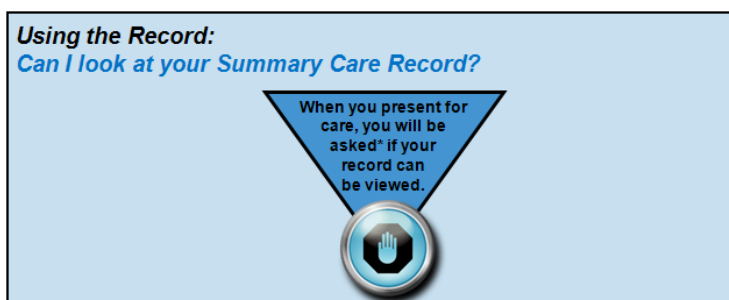 Using the Record:
Can I look at your Summary Care Record?
When you present for
care, you will be
asked* if your
record can
be viewed.